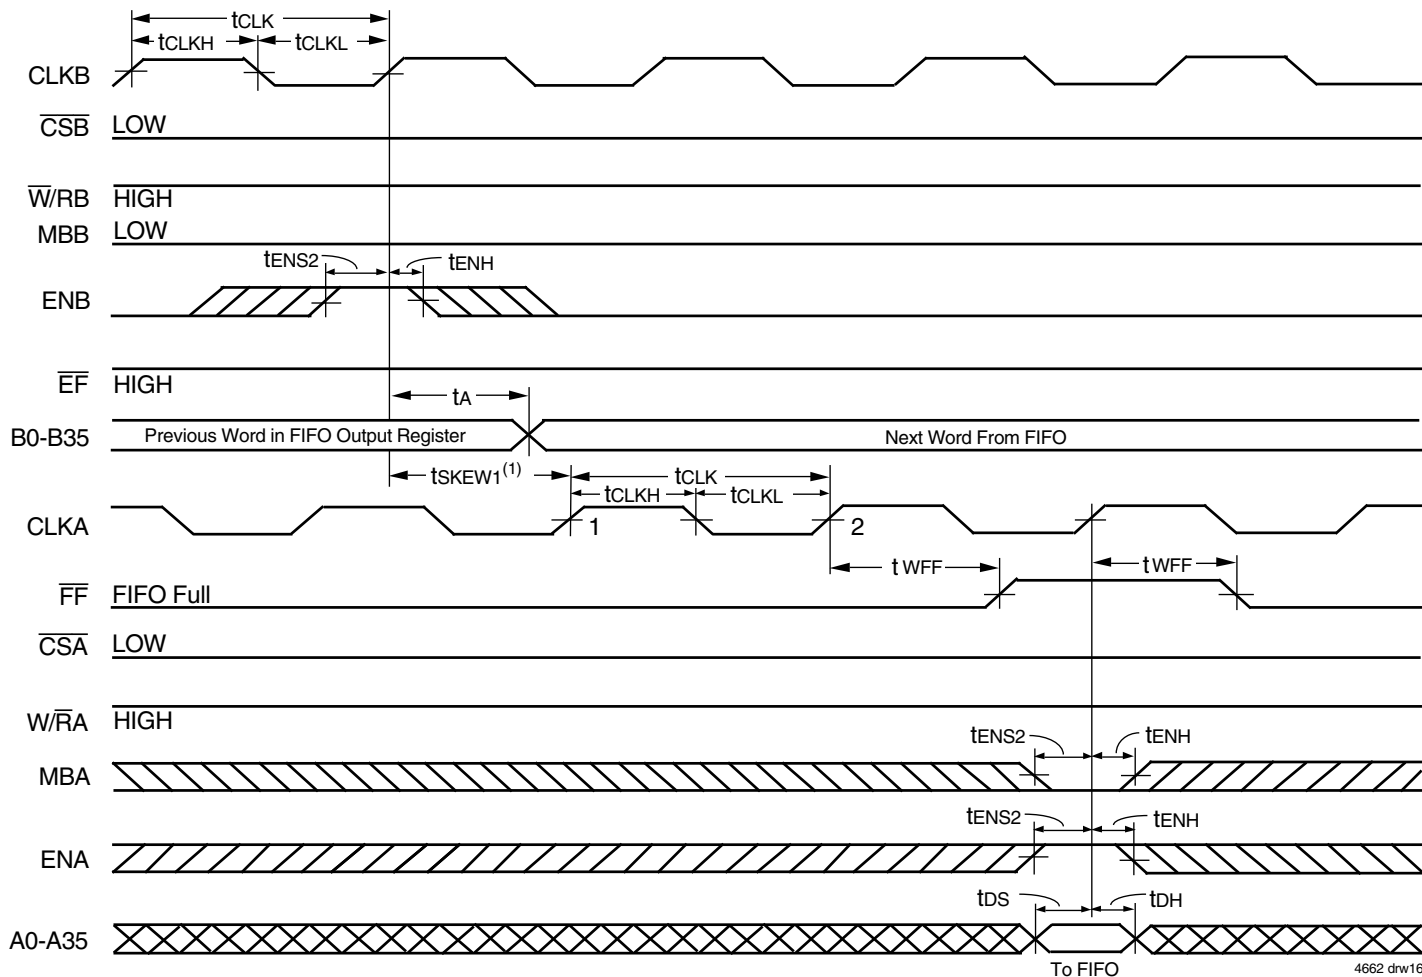 tCLK
tCLKH tCLKL
CLKB
CSB LOW
W/RB HIGH
MBB LOW
tENS2 tENH
ENB
EF HIGH
tA
B0-B35 Previous Word in FIFO Output Register Next Word From FIFO
tSKEW1(1) tCLK
tCLKH tCLKL
CLKA 1 2
tWFF tWFF
FF FIFO Full
CSA LOW
W/RA HIGH
tENS2 tENH
MBA
tENS2 tENH
ENA
tDS tDH
A0-A35
To FIFO
4662 drw16